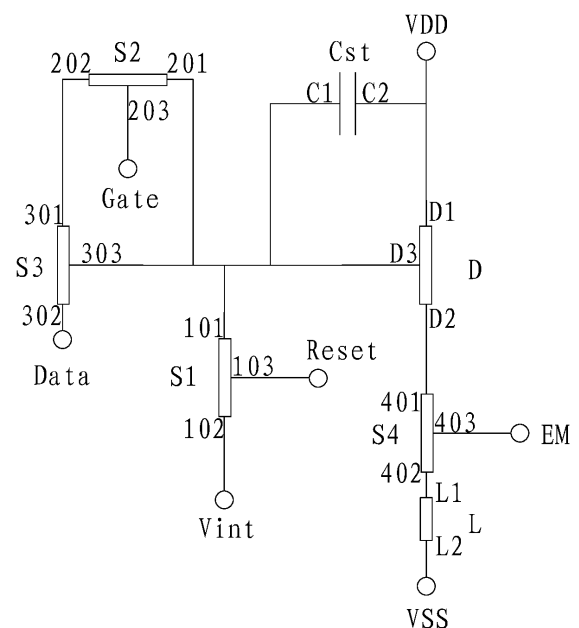 VDD
S2
Cst
202
201
C1
C2
203
Gate
301
D1
S3
303
D3
D
302
101
D2
Data
S1
103
Reset
102
401
S4
403
EM
402
Vint
L1
L
L2
VSS